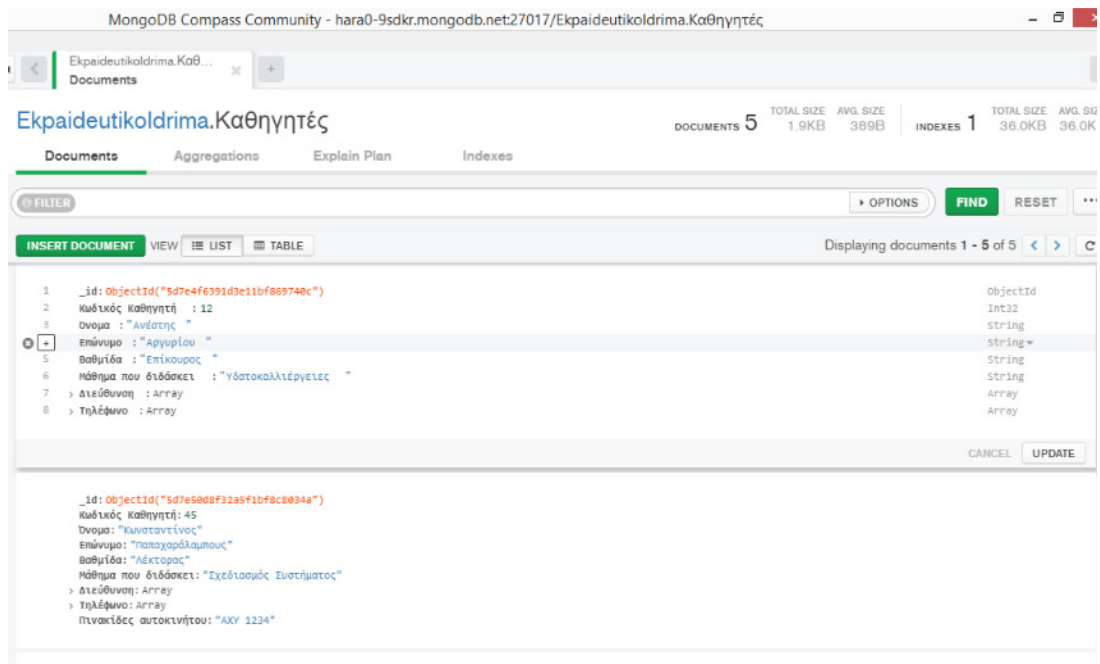 MongoDB Compass Community - hara0-9sdkr.mongodb.net:27017/Ekpaideutikoldrima.Καθηγητές
Ekpaideutikoldrima.Καθ...
Documents
Ekpaideutikoldrima.Καθηγητές
DOCUMENTS 5 TOTAL SIZE 1.9KB AVG. SIZE 389B INDEXES 1 TOTAL SIZE 36.0KB AVG. SIZ 36.0K
Documents Aggregations Explain Plan Indexes
FILTER OPTIONS FIND RESET ...
INSERT DOCUMENT VIEW LIST TABLE Displaying documents 1 - 5 of 5
1 _id: ObjectId("5d7e4f6391d3e11bf869740c") ObjectId
2 Κωδικός Καθηγητή : 12 Int32
3 Όνομα : "Ανέστης " String
4 Επώνυμο : "Αργυρίου " String
5 Βαθμίδα : "Επίκουρος " String
6 Μάθημα που διδάσκει : "Υδατοκαλλιέργειες " String
7 > Διεύθυνση : Array Array
8 > Τηλέφωνο : Array Array
CANCEL UPDATE
_id: ObjectId("5d7e50d8f32a5f1bf8c8034a")
Κωδικός Καθηγητή: 45
Όνομα: "Κωνσταντίνος"
Επώνυμο: "Παπαχαράλαμπους"
Βαθμίδα: "Λέκτορας"
Μάθημα που διδάσκει: "Σχεδιασμός Συστήματος"
> Διεύθυνση: Array
> Τηλέφωνο: Array
Πινακίδες αυτοκινήτου: "AXY 1234"